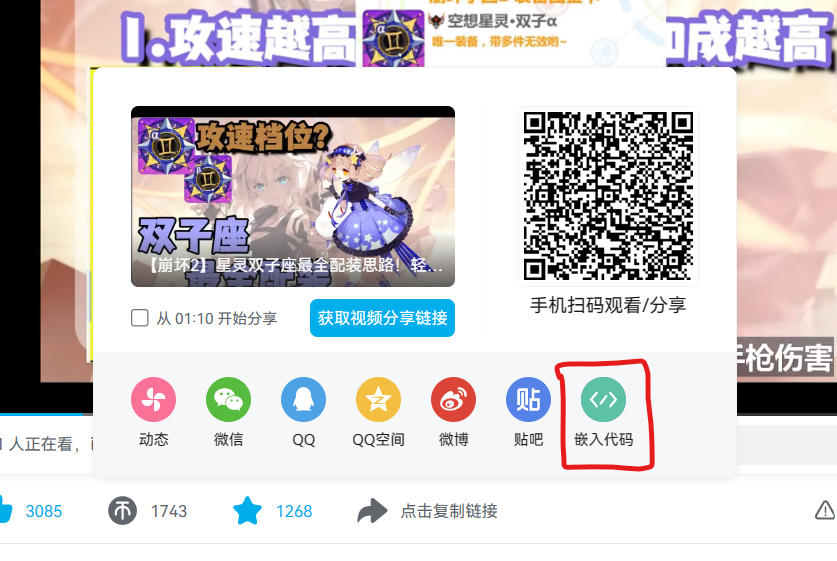 1.攻速越高
空想星灵·双子α
唯一装备，带多件无效哟~
加成越高
攻速档位?
双子座
【崩坏2】星灵双子座最全配装思路！轻...
手机扫码观看/分享
从 01:10 开始分享
获取视频分享链接
手枪伤害
动态
微信
QQ
QQ空间
微博
贴
贴吧
</>
嵌入代码
1 人正在看，
3085
1743
1268
点击复制链接